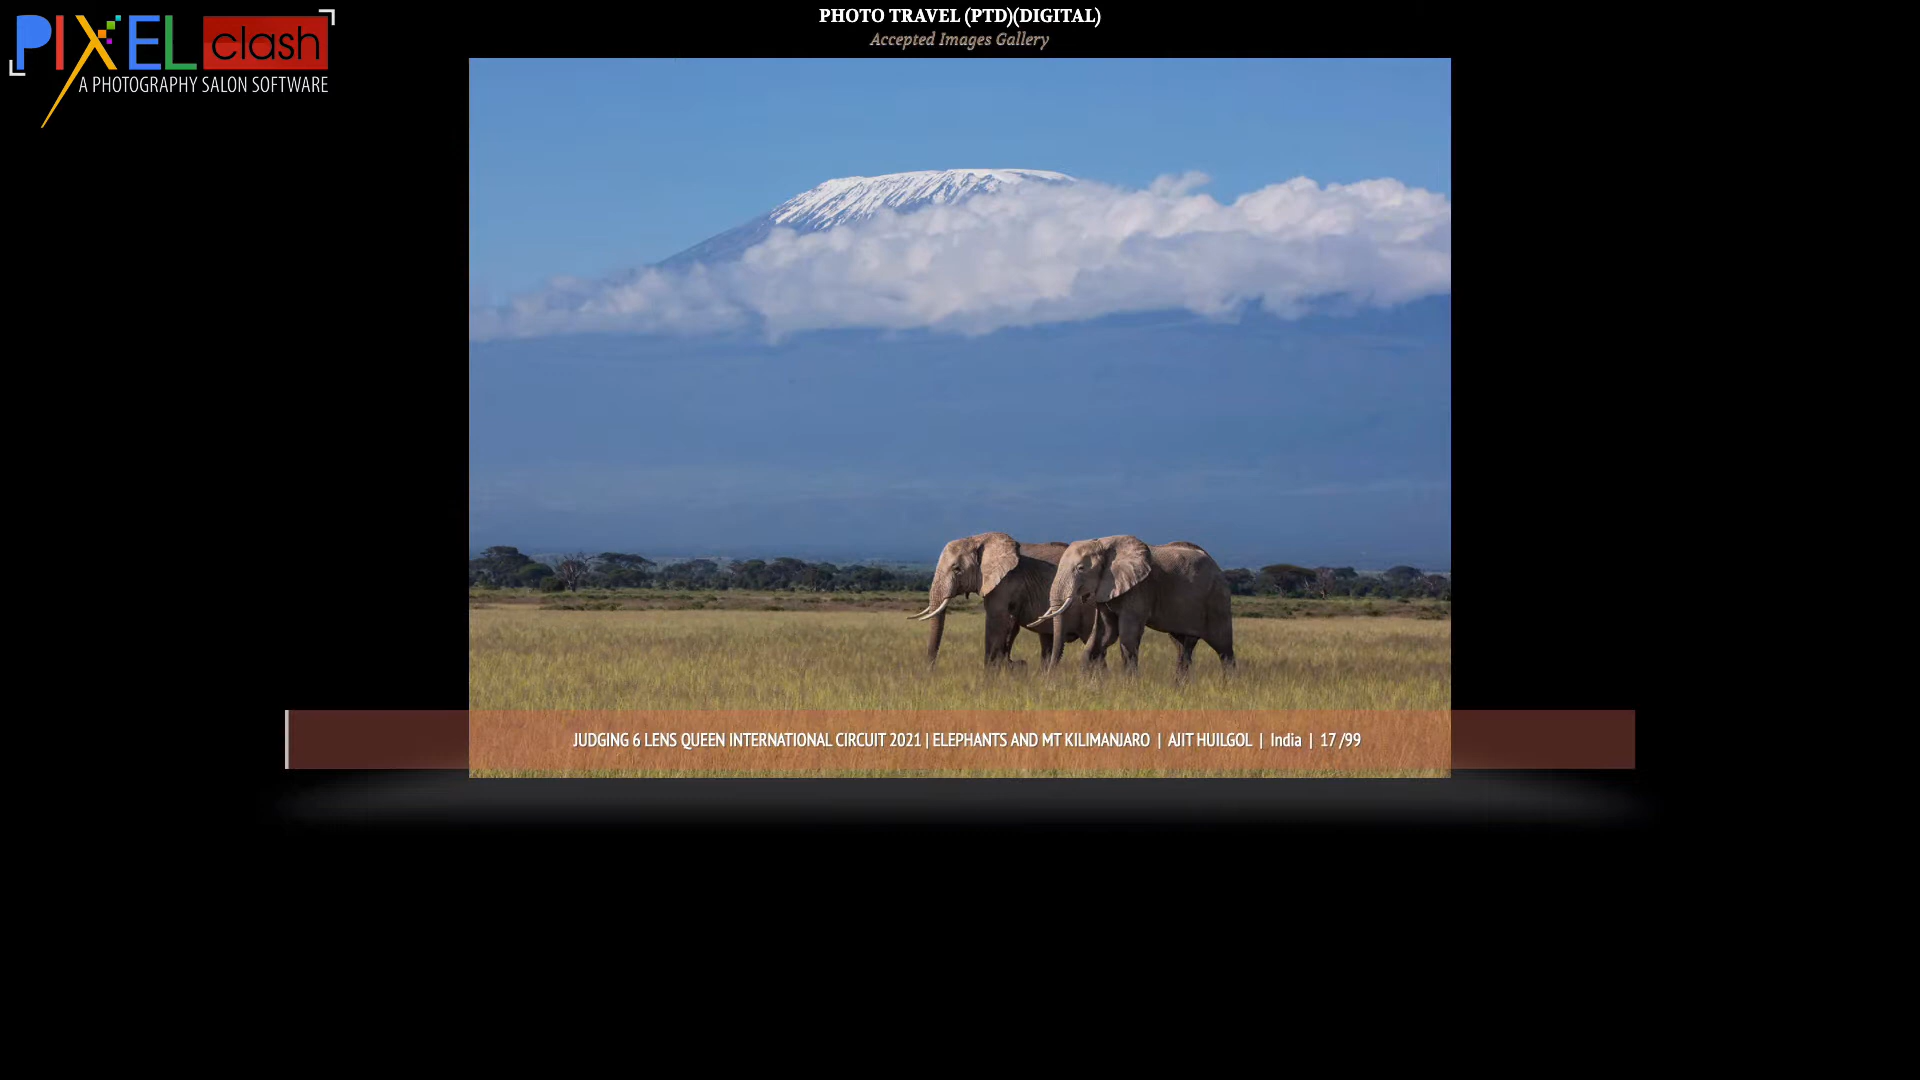 PIXEL clash
A PHOTOGRAPHY SALON SOFTWARE
PHOTO TRAVEL (PTD)(DIGITAL)
Accepted Images Gallery
JUDGING 6 LENS QUEEN INTERNATIONAL CIRCUIT 2021 | ELEPHANTS AND MT KILIMANJARO | AJIT HUILGOL | India | 17 /99